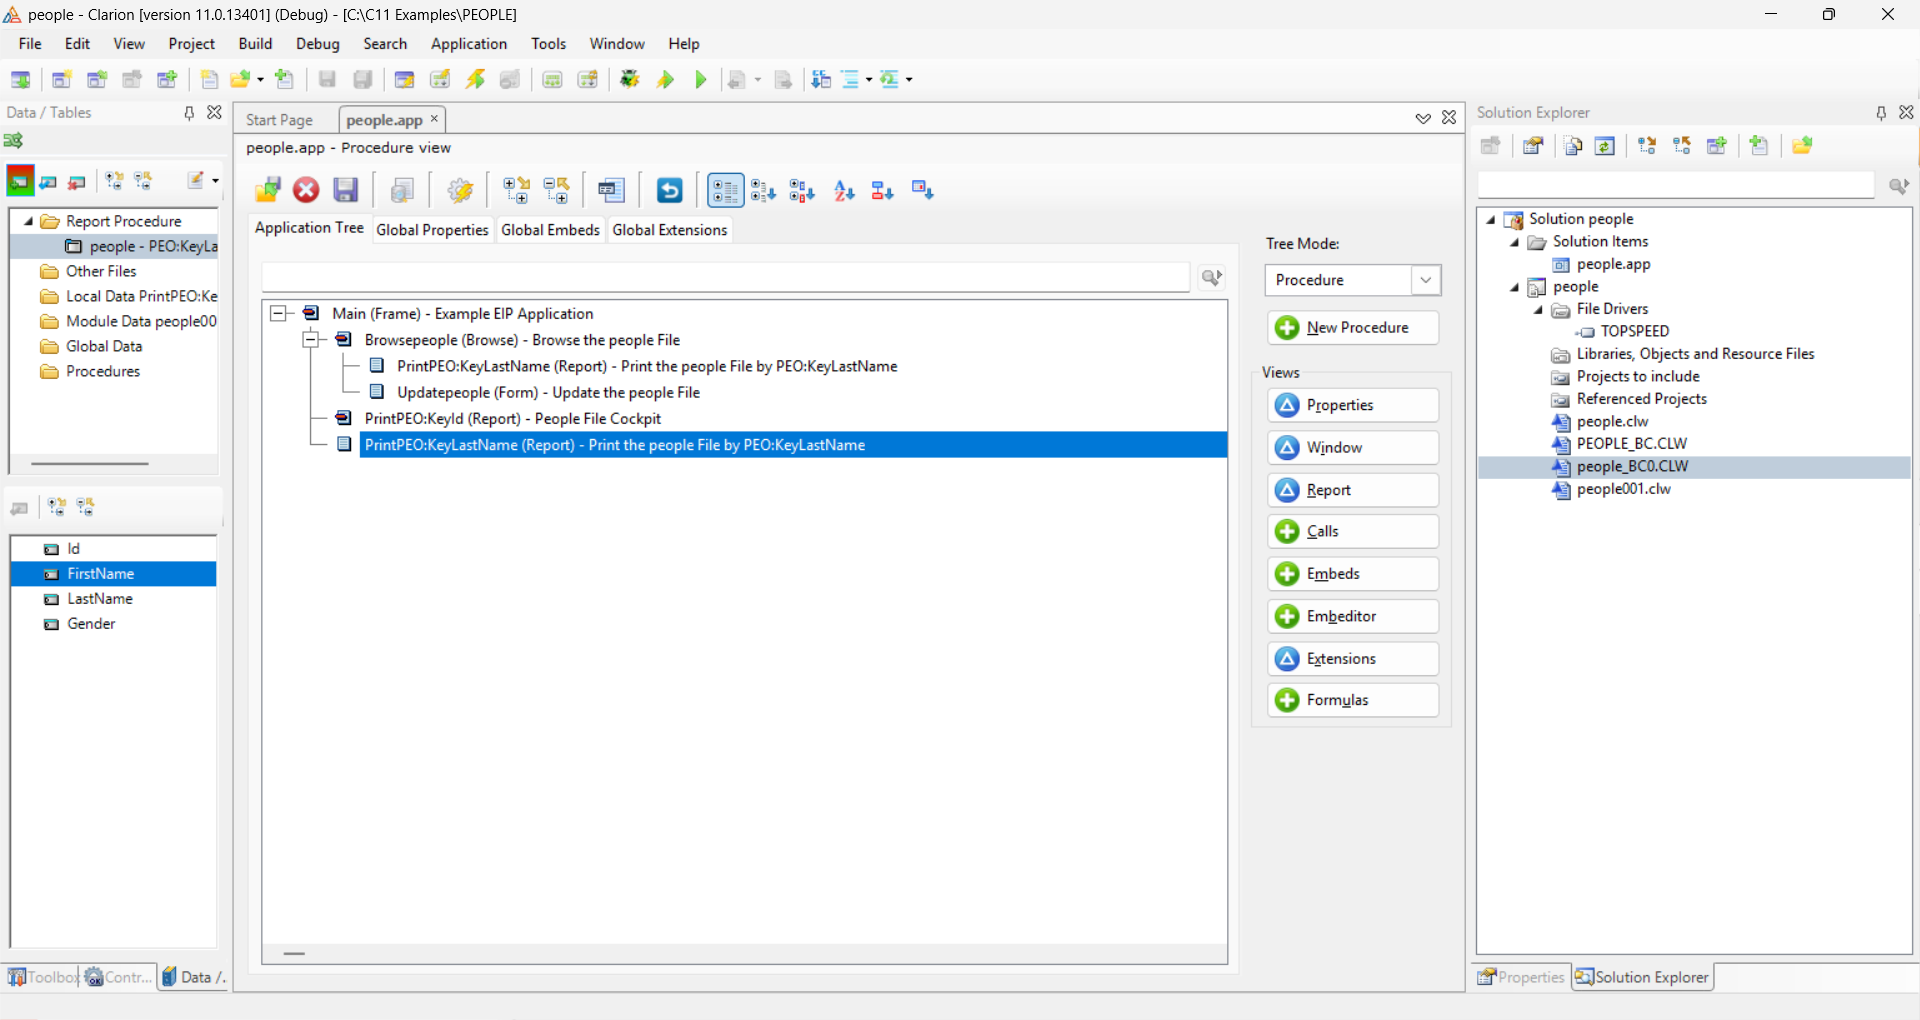 people - Clarion [version 11.0.13401] (Debug) - [C:\C11 Examples\PEOPLE]
File Edit View Project Build Debug Search Application Tools Window Help
Data / Tables
Report Procedure
people - PEO:KeyLa
Other Files
Local Data PrintPEO:Ke
Module Data people00
Global Data
Procedures
Id
FirstName
LastName
Gender
Toolbox Contr... Data /.
Start Page people.app
people.app - Procedure view
Application Tree Global Properties Global Embeds Global Extensions
Main (Frame) - Example EIP Application
Browsepeople (Browse) - Browse the people File
PrintPEO:KeyLastName (Report) - Print the people File by PEO:KeyLastName
Updatepeople (Form) - Update the people File
PrintPEO:KeyId (Report) - People File Cockpit
PrintPEO:KeyLastName (Report) - Print the people File by PEO:KeyLastName
Tree Mode:
Procedure
New Procedure
Views
Properties
Window
Report
Calls
Embeds
Embeditor
Extensions
Formulas
Solution Explorer
Solution people
Solution Items
people.app
people
File Drivers
TOPSPEED
Libraries, Objects and Resource Files
Projects to include
Referenced Projects
people.clw
PEOPLE_BC.CLW
people_BC0.CLW
people001.clw
Properties Solution Explorer